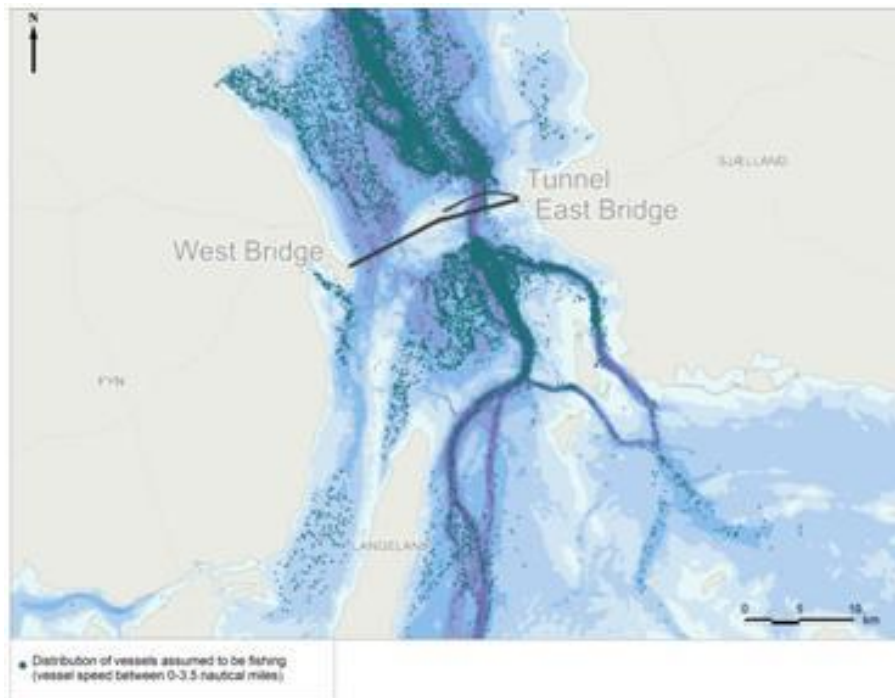 N
SJÆLLAND
Tunnel
East Bridge
West Bridge
FYN
LANGELAND
0 5 10
km
Distribution of vessels assumed to be fishing
(vessel speed between 0-3.5 nautical miles)